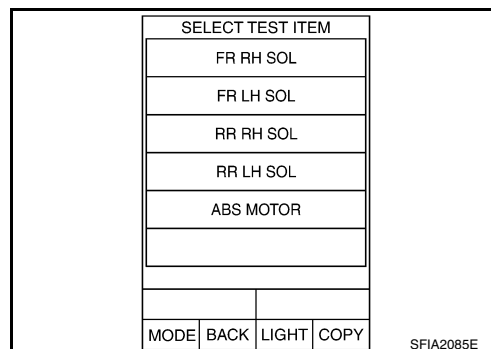 SELECT TEST ITEM
FR RH SOL
FR LH SOL
RR RH SOL
RR LH SOL
ABS MOTOR
MODE BACK LIGHT COPY
SFIA2085E